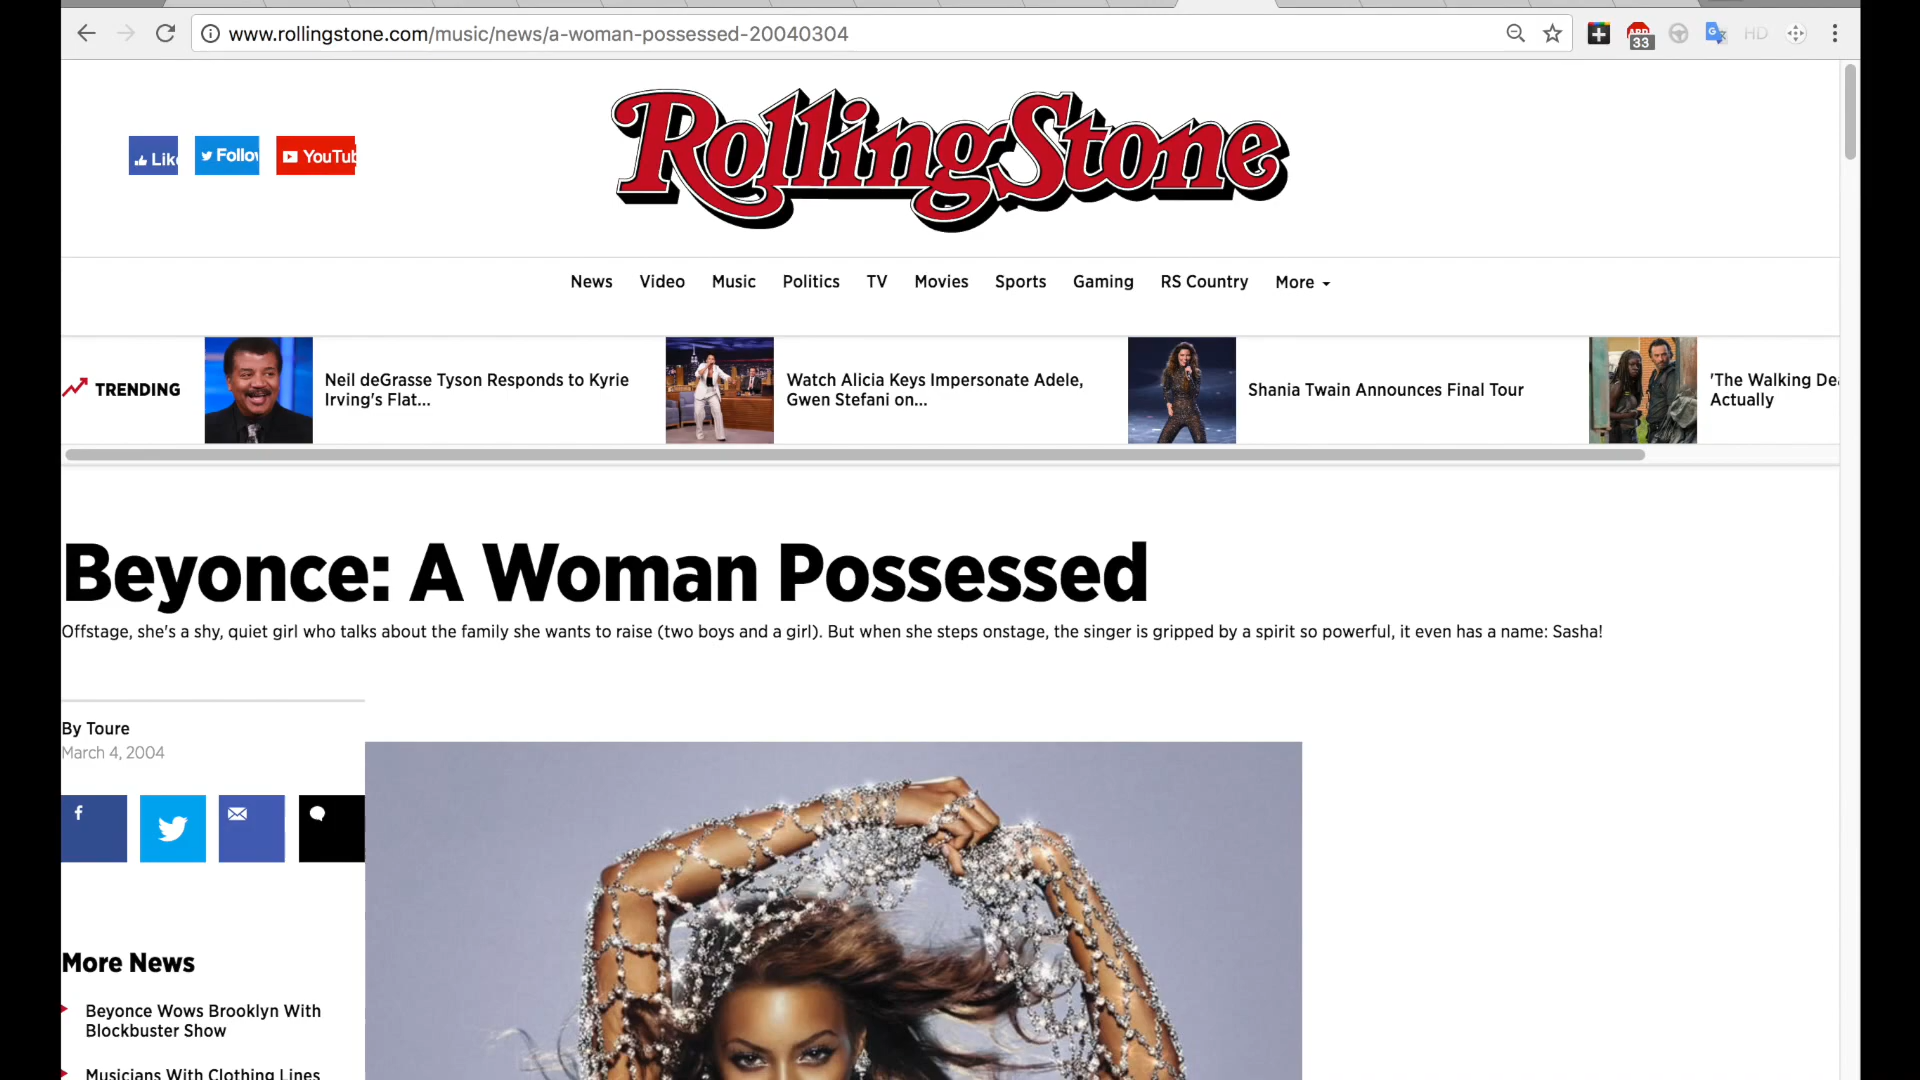 www.rollingstone.com/music/news/a-woman-possessed-20040304
33
HD
Lik
Follow
YouTub
RollingStone
News Video Music Politics TV Movies Sports Gaming RS Country More
TRENDING
Neil deGrasse Tyson Responds to Kyrie
Irving's Flat...
Watch Alicia Keys Impersonate Adele,
Gwen Stefani on...
Shania Twain Announces Final Tour
'The Walking De
Actually
Beyonce: A Woman Possessed
Offstage, she's a shy, quiet girl who talks about the family she wants to raise (two boys and a girl). But when she steps onstage, the singer is gripped by a spirit so powerful, it even has a name: Sasha!
By Toure
March 4, 2004
More News
Beyonce Wows Brooklyn With
Blockbuster Show
Musicians With Clothing Lines